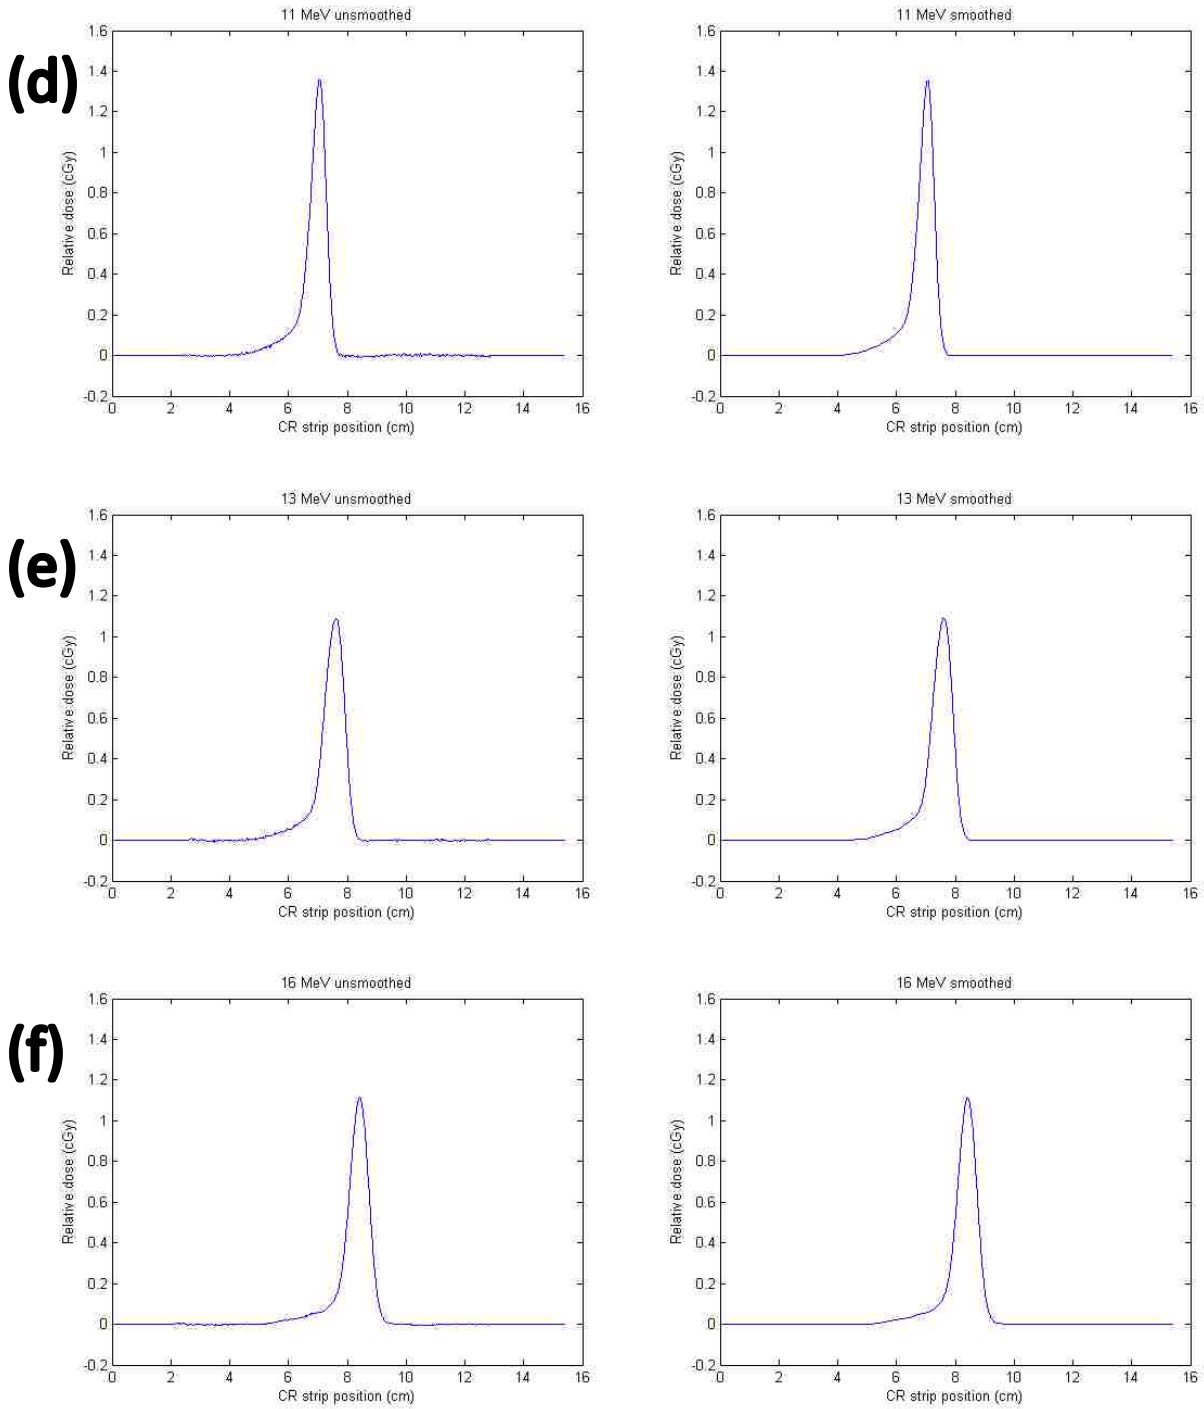 (d)
11 MeV unsmoothed
Relative dose (cGy)
1.6
1.4
1.2
1
0.8
0.6
0.4
0.2
0
-0.2
0 2 4 6 8 10 12 14 16
CR strip position (cm)
11 MeV smoothed
Relative dose (cGy)
1.6
1.4
1.2
1
0.8
0.6
0.4
0.2
0
-0.2
0 2 4 6 8 10 12 14 16
CR strip position (cm)
(e)
13 MeV unsmoothed
Relative dose (cGy)
1.6
1.4
1.2
1
0.8
0.6
0.4
0.2
0
-0.2
0 2 4 6 8 10 12 14 16
CR strip position (cm)
13 MeV smoothed
Relative dose (cGy)
1.6
1.4
1.2
1
0.8
0.6
0.4
0.2
0
-0.2
0 2 4 6 8 10 12 14 16
CR strip position (cm)
(f)
16 MeV unsmoothed
Relative dose (cGy)
1.6
1.4
1.2
1
0.8
0.6
0.4
0.2
0
-0.2
0 2 4 6 8 10 12 14 16
CR strip position (cm)
16 MeV smoothed
Relative dose (cGy)
1.6
1.4
1.2
1
0.8
0.6
0.4
0.2
0
-0.2
0 2 4 6 8 10 12 14 16
CR strip position (cm)